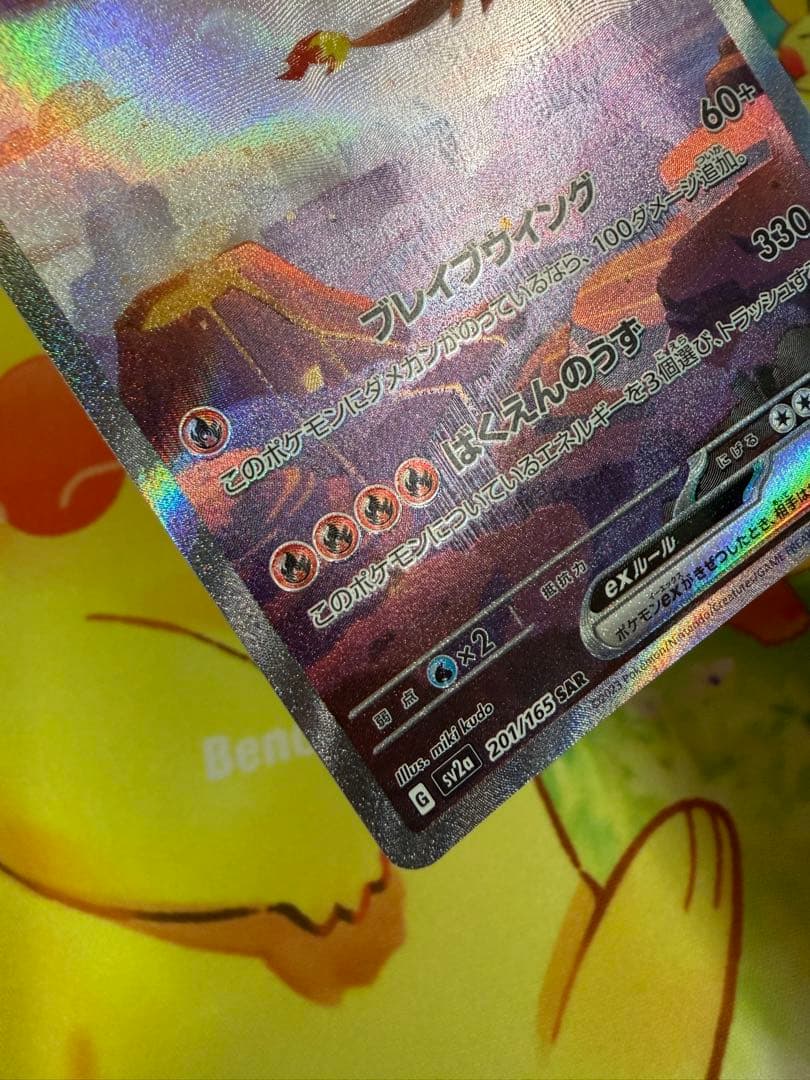 ブレイブウイング 60+
このポケモンにダメカンがのっているなら、100ダメージ追加。
ついか
ばくえんのうず 330
このポケモンについているエネルギーを3個選び、トラッシュす
弱点 ×2 抵抗力 にげる
exルール
ポケモンexがきぜつしたとき、相手は
Illus. miki kudo
G sv2a 201/165 SAR
©2023 Pokémon/Nintendo/Creatures/GAME FREAK